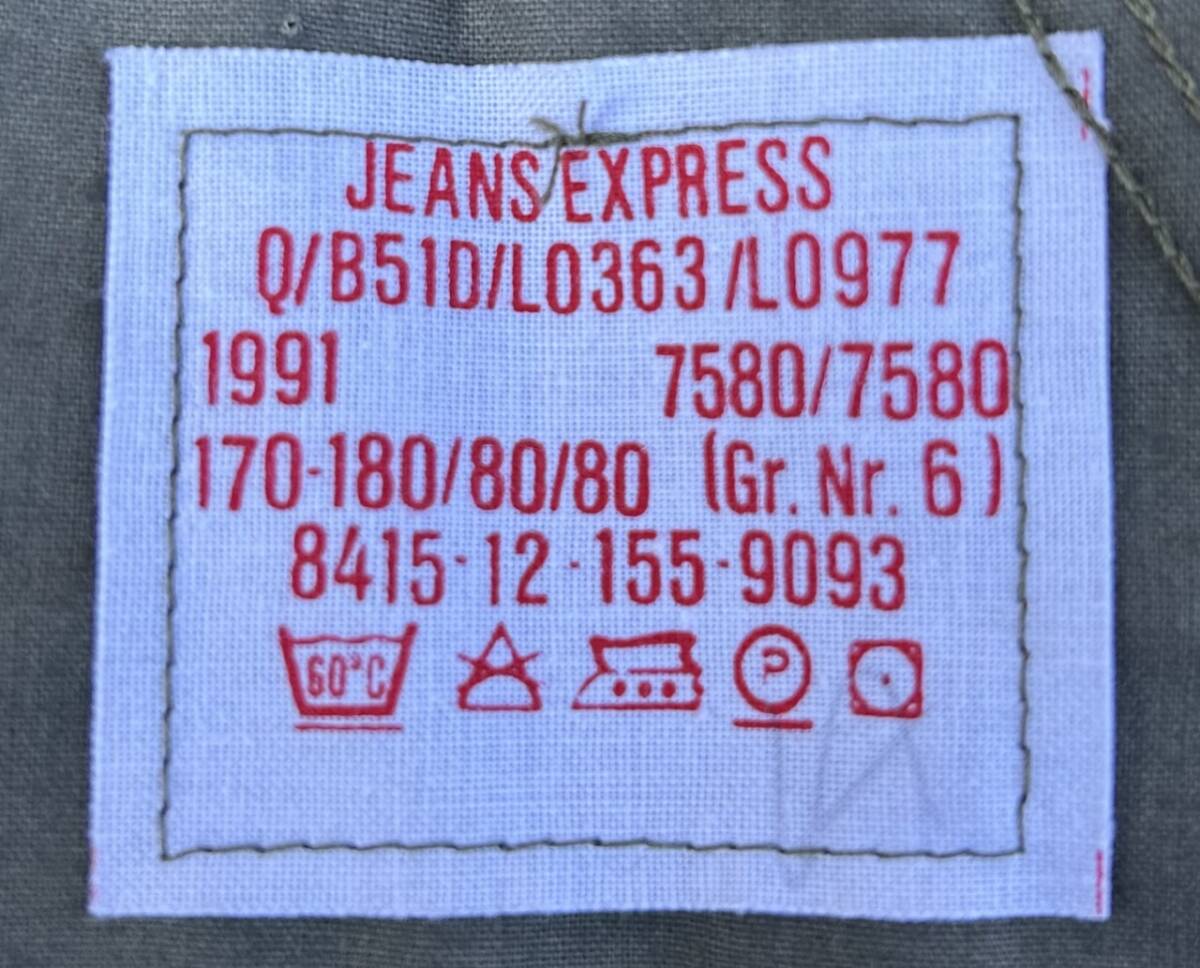 JEANS EXPRESS
Q/B51D/L0363/L0977
1991 7580/7580
170-180/80/80 (Gr. Nr. 6)
8415-12-155-9093
60°C P